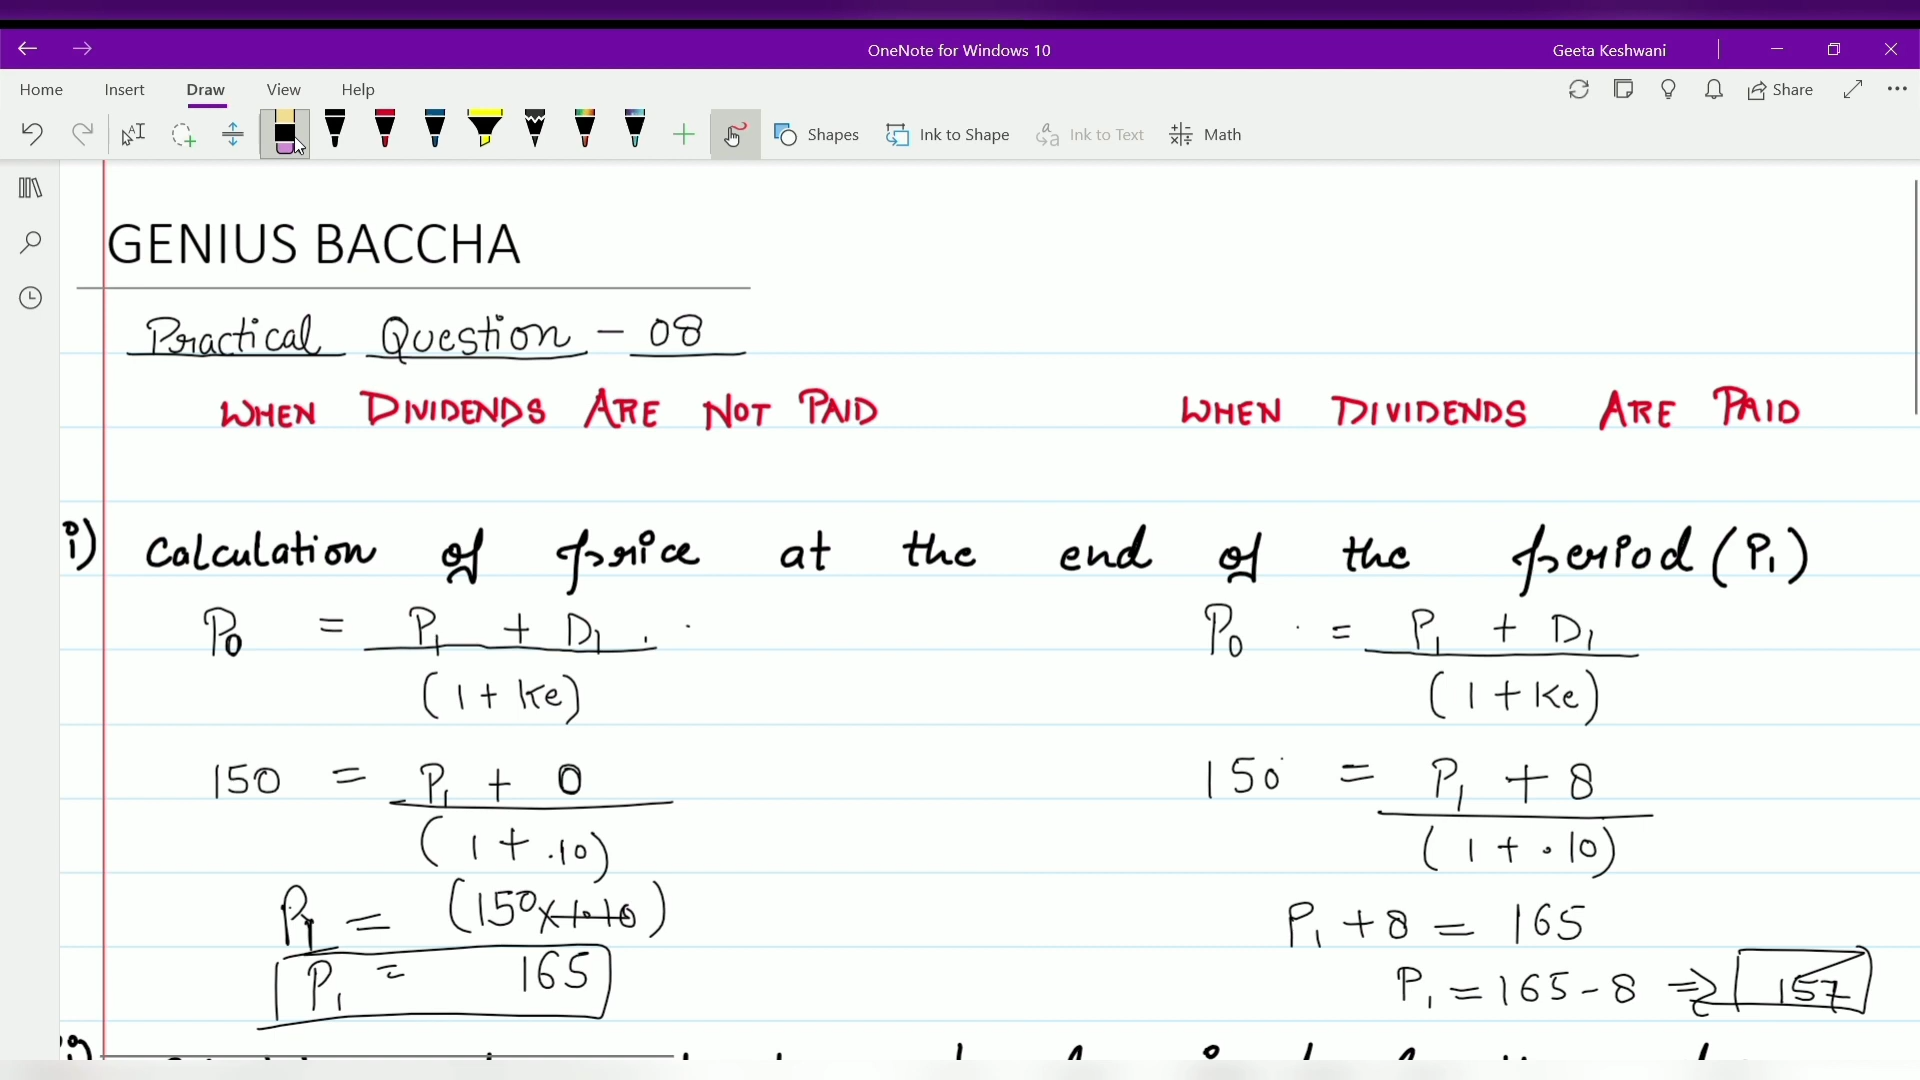 OneNote for Windows 10
Geeta Keshwani
Home Insert Draw View Help
Share
Shapes Ink to Shape Ink to Text Math
GENIUS BACCHA
Practical Question - 08
WHEN DIVIDENDS ARE NOT PAID
WHEN DIVIDENDS ARE PAID
i) Calculation of price at the end of the period (P1)
P0 = P1 + D1
(1 + Ke)
150 = P1 + 0
(1 + .10)
P1 = (150 x 1.10)
P1 = 165
P0 = P1 + D1
(1 + Ke)
150 = P1 + 8
(1 + .10)
P1 + 8 = 165
P1 = 165 - 8 => 157